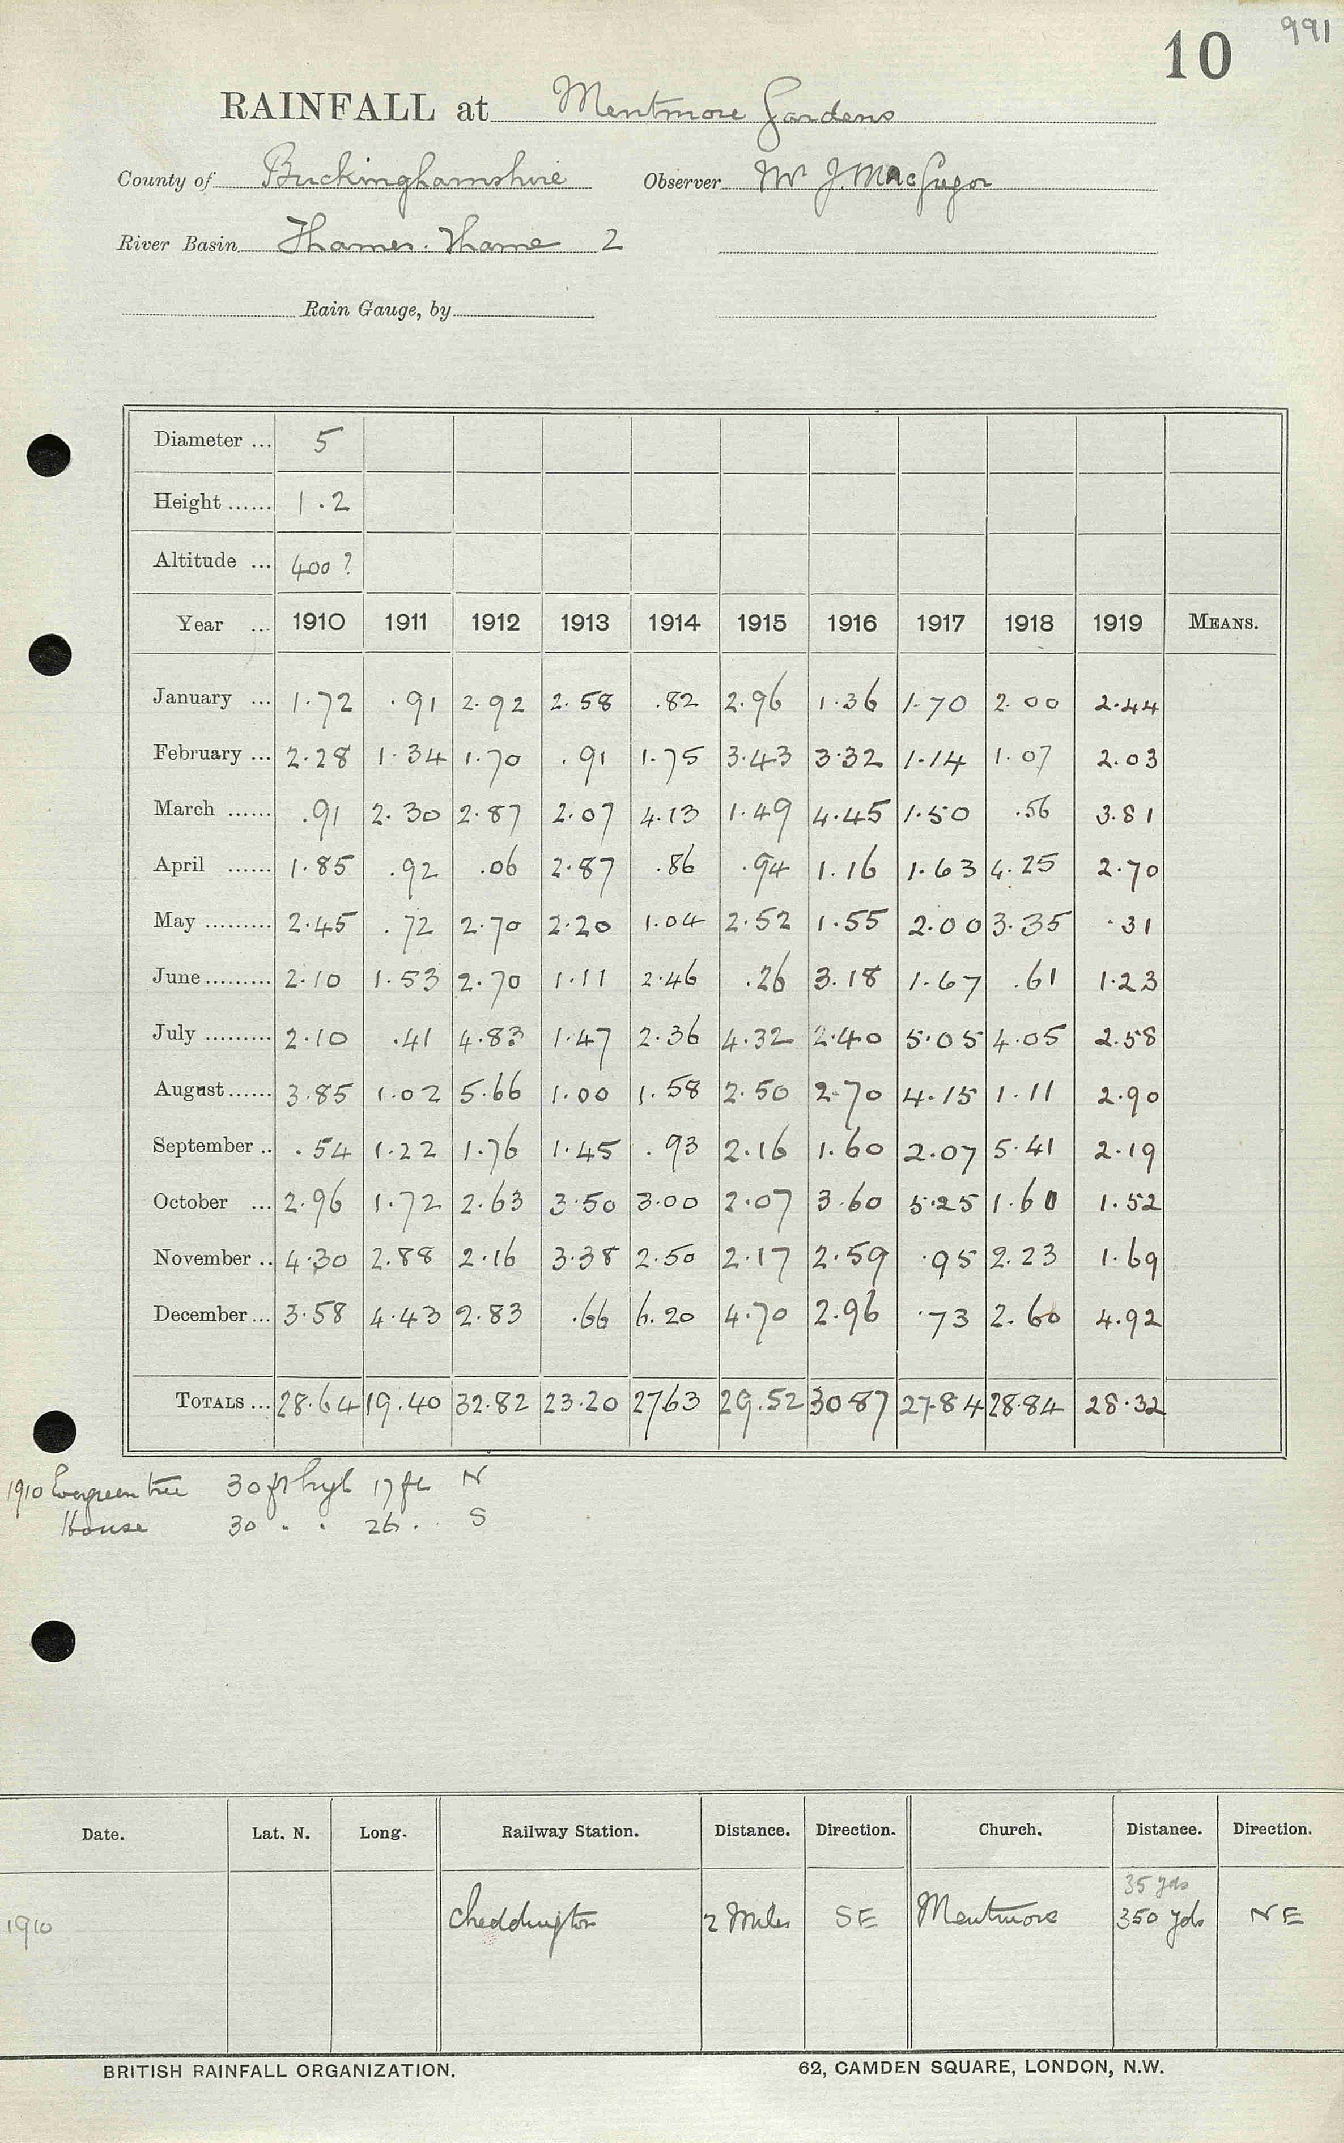 991
10
RAINFALL at Mentmore Gardens
County of Buckinghamshire Observer Mr J. MacGregor
River Basin Thames. Thame 2
Rain Gauge, by
Diameter ... 5
Height ...... 1.2
Altitude ... 400 ?
Year ... 1910 1911 1912 1913 1914 1915 1916 1917 1918 1919 MEANS.
January ... 1.72 .91 2.92 2.58 .82 2.96 1.36 1.70 2.00 2.44
February ... 2.28 1.34 1.70 .91 1.75 3.43 3.32 1.14 1.07 2.03
March ...... .91 2.30 2.87 2.07 4.13 1.49 4.45 1.50 .56 3.81
April ...... 1.85 .92 .06 2.87 .86 .94 1.16 1.63 4.25 2.70
May ......... 2.45 .72 2.70 2.20 1.04 2.52 1.55 2.00 3.35 .31
June ......... 2.10 1.53 2.70 1.11 2.46 .26 3.18 1.67 .61 1.23
July ......... 2.10 .41 4.83 1.47 2.36 4.32 2.40 5.05 4.05 2.58
August ...... 3.85 1.02 5.66 1.00 1.58 2.50 2.70 4.15 1.11 2.90
September .. .54 1.22 1.76 1.45 .93 2.16 1.60 2.07 5.41 2.19
October ... 2.96 1.72 2.63 3.50 3.00 2.07 3.60 5.25 1.60 1.52
November .. 4.30 2.88 2.16 3.38 2.50 2.17 2.59 .95 2.23 1.69
December ... 3.58 4.43 2.83 .66 6.20 4.70 2.96 .73 2.60 4.92
TOTALS ... 28.64 19.40 32.82 23.20 27.63 29.52 30.87 27.84 28.84 28.32
1910 Evergreen tree 30 ft high 17 ft N
House 30 . . 26 . . S
Date. Lat. N. Long. Railway Station. Distance. Direction. Church. Distance. Direction.
35 yds
1910 Cheddington 2 Miles SE Mentmore 350 yds NE
BRITISH RAINFALL ORGANIZATION. 62, CAMDEN SQUARE, LONDON, N.W.